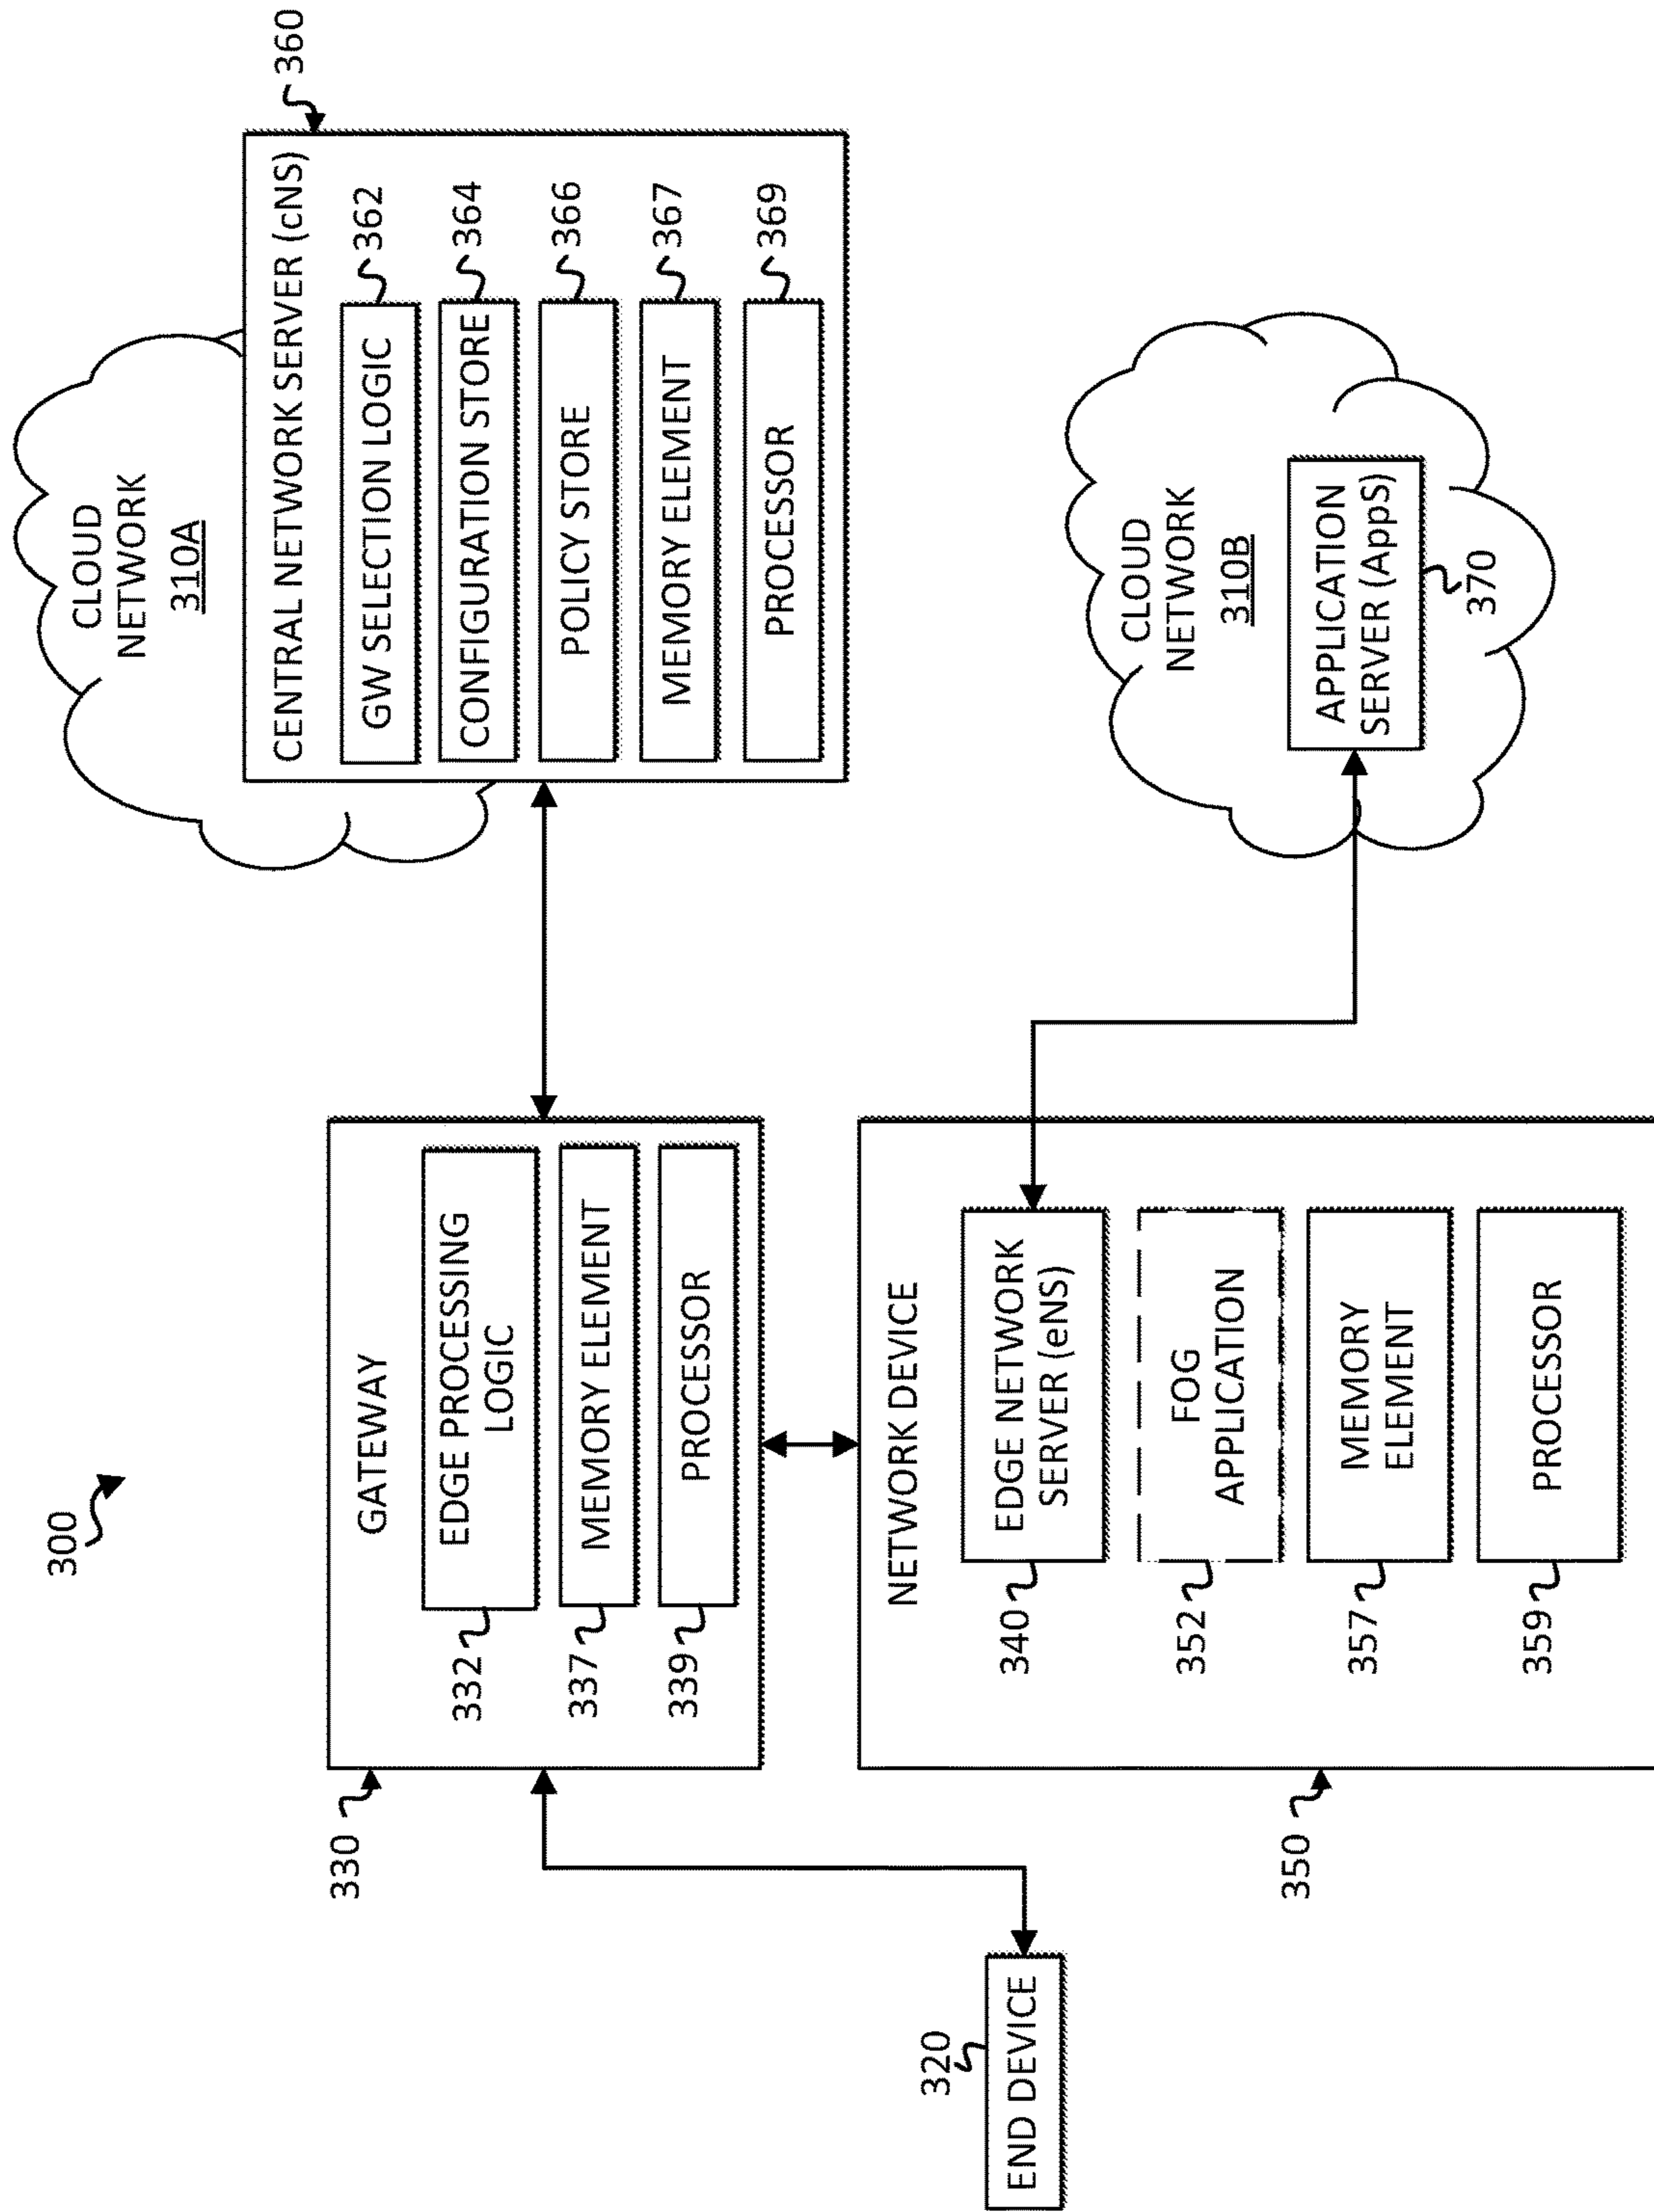 300
CLOUD
NETWORK
310A
360
CENTRAL NETWORK SERVER (cNS)
GW SELECTION LOGIC
362
CONFIGURATION STORE
364
POLICY STORE
366
MEMORY ELEMENT
367
PROCESSOR
369
330
GATEWAY
EDGE PROCESSING
LOGIC
332
MEMORY ELEMENT
337
PROCESSOR
339
320
END DEVICE
350
NETWORK DEVICE
340
EDGE NETWORK
SERVER (eNS)
352
FOG
APPLICATION
357
MEMORY
ELEMENT
359
PROCESSOR
CLOUD
NETWORK
310B
APPLICATION
SERVER (AppS)
370